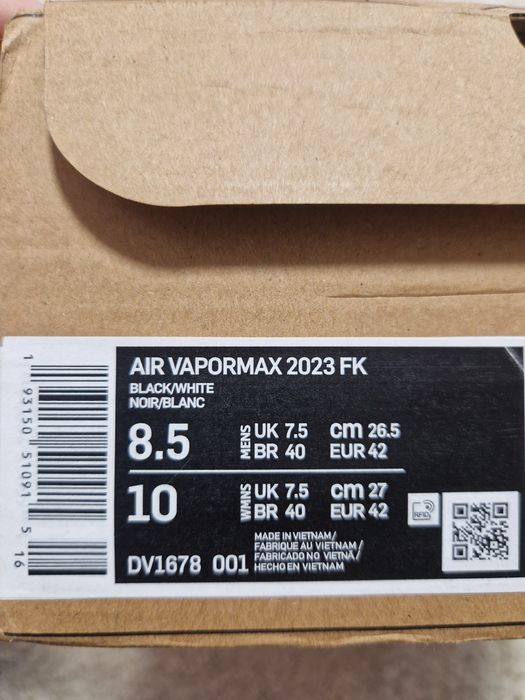 AIR VAPORMAX 2023 FK
BLACK/WHITE
NOIR/BLANC
8.5 MENS UK 7.5 cm 26.5
BR 40 EUR 42
10 WMNS UK 7.5 cm 27
BR 40 EUR 42
RFID
DV1678 001
MADE IN VIETNAM/
FABRIQUE AU VIETNAM/
FABRICADO NO VIETNÃ/
HECHO EN VIETNAM
1 93150 51091 5 16